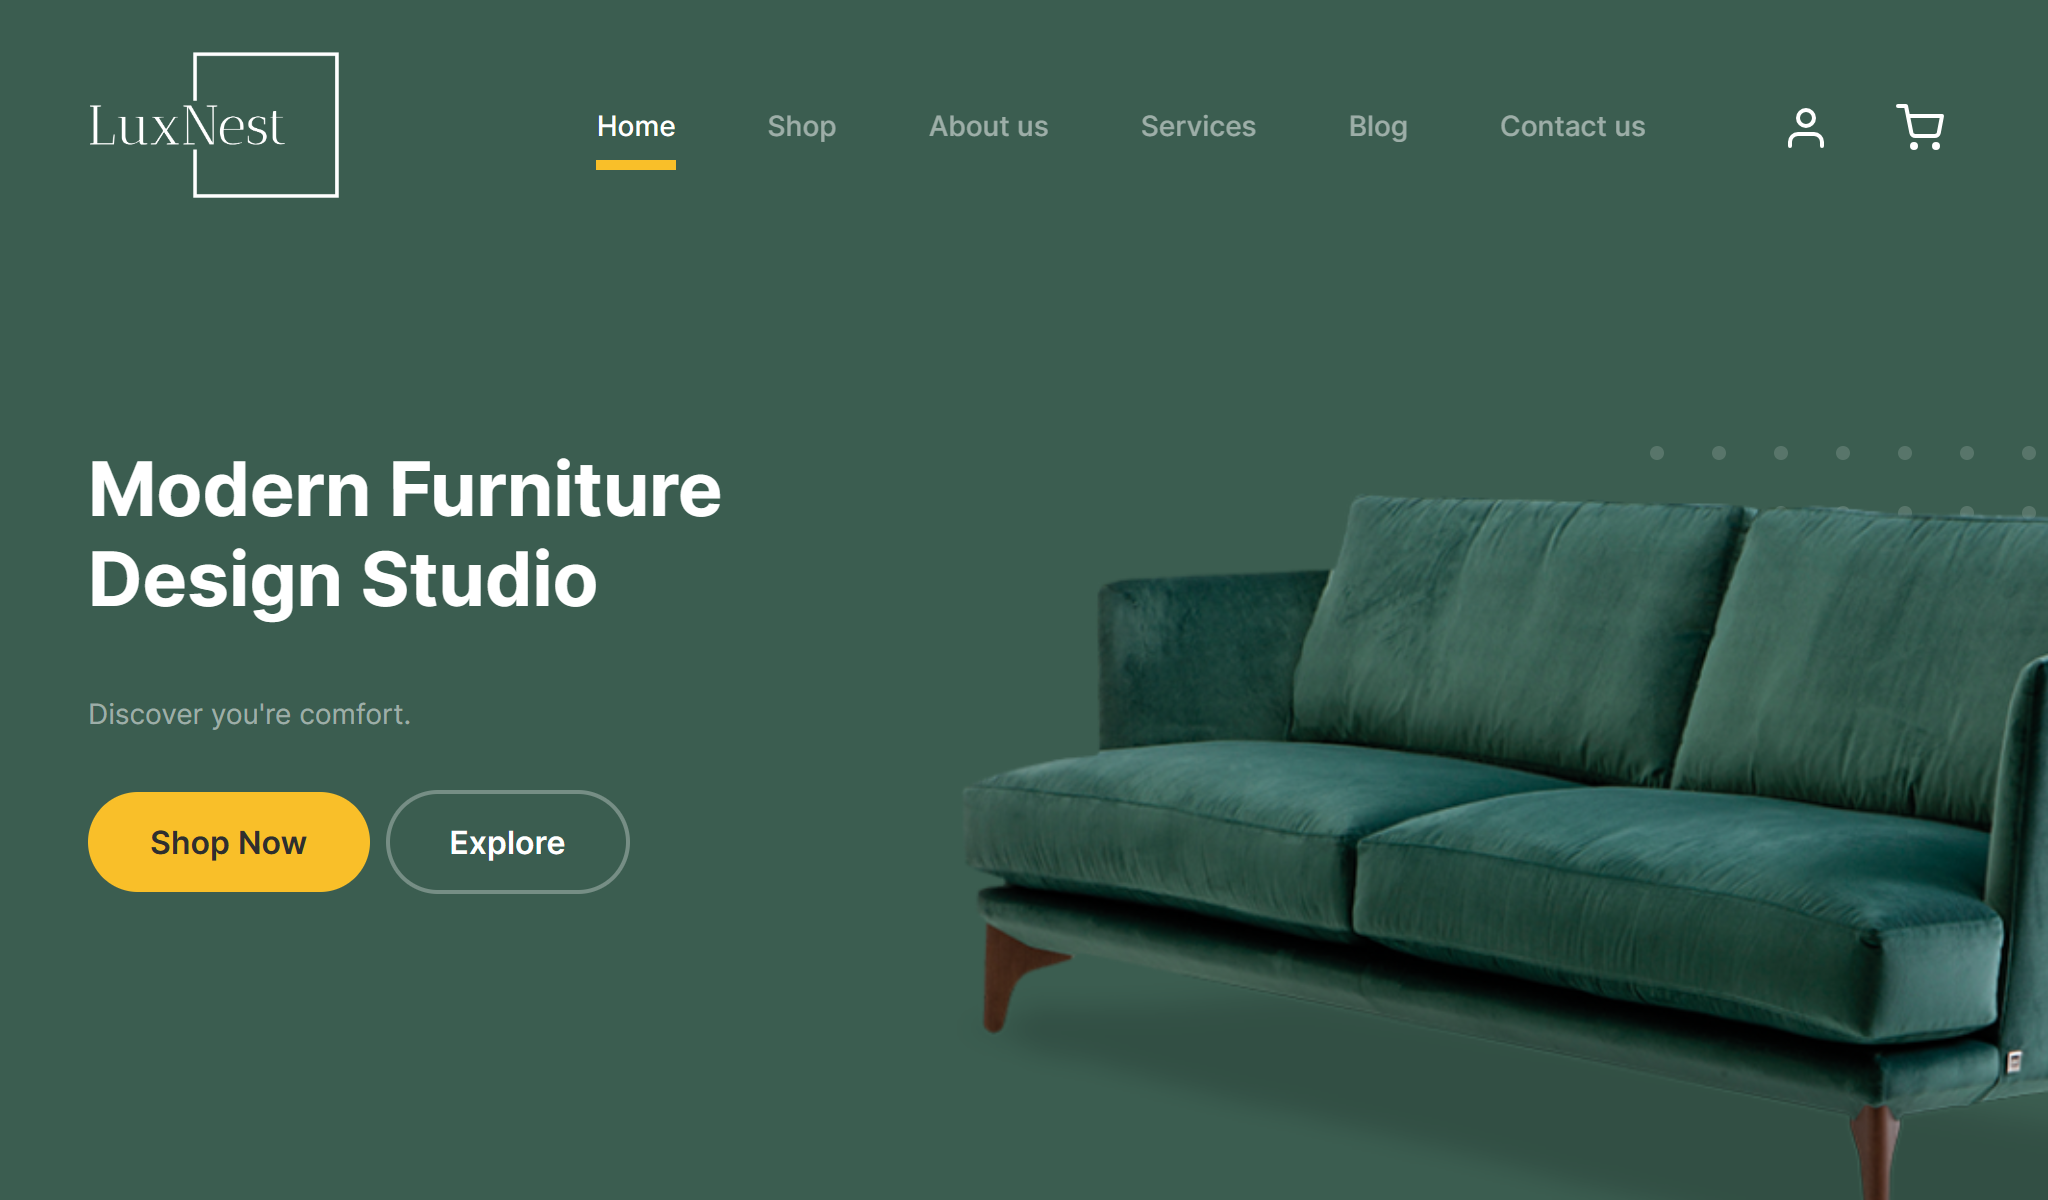 LuxNest
Home Shop About us Services Blog Contact us
Modern Furniture
Design Studio
Discover you're comfort.
Shop Now Explore